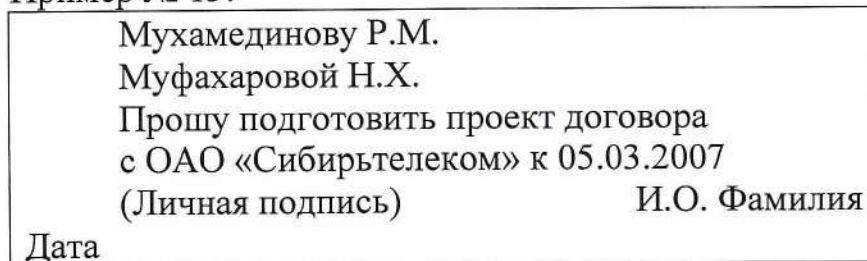 Мухамединову Р.М.
Муфахаровой Н.Х.
Прошу подготовить проект договора
с ОАО «Сибирьтелеком» к 05.03.2007
(Личная подпись) И.О. Фамилия
Дата